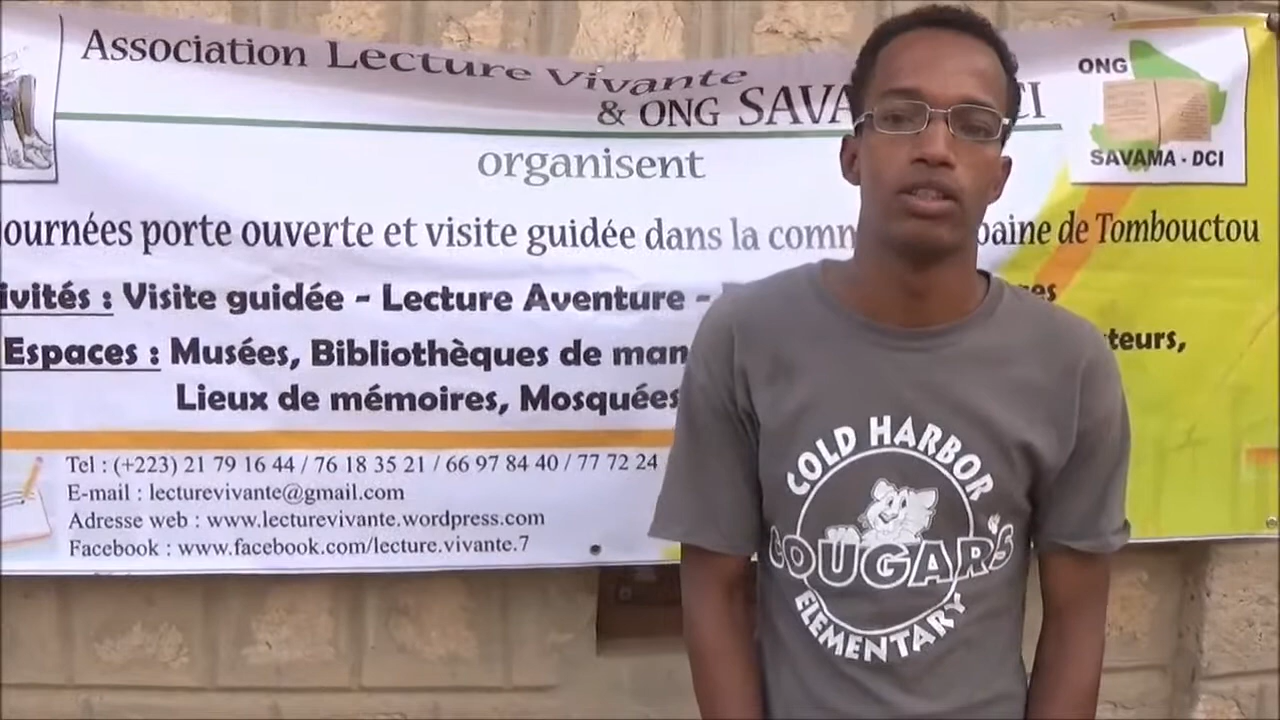 Association Lecture Vivante
& ONG SAVA CI
organisent
ournées porte ouverte et visite guidée dans la comm baine de Tombouctou
ivités : Visite guidée - Lecture Aventure - es
Espaces : Musées, Bibliothèques de man teurs,
Lieux de mémoires, Mosquées
Tel : (+223) 21 79 16 44 / 76 18 35 21 / 66 97 84 40 / 77 72 24
E-mail : lecturevivante@gmail.com
Adresse web : www.lecturevivante.wordpress.com
Facebook : www.facebook.com/lecture.vivante.7
ONG
SAVAMA - DCI
COLD HARBOR
COUGARS
ELEMENTARY